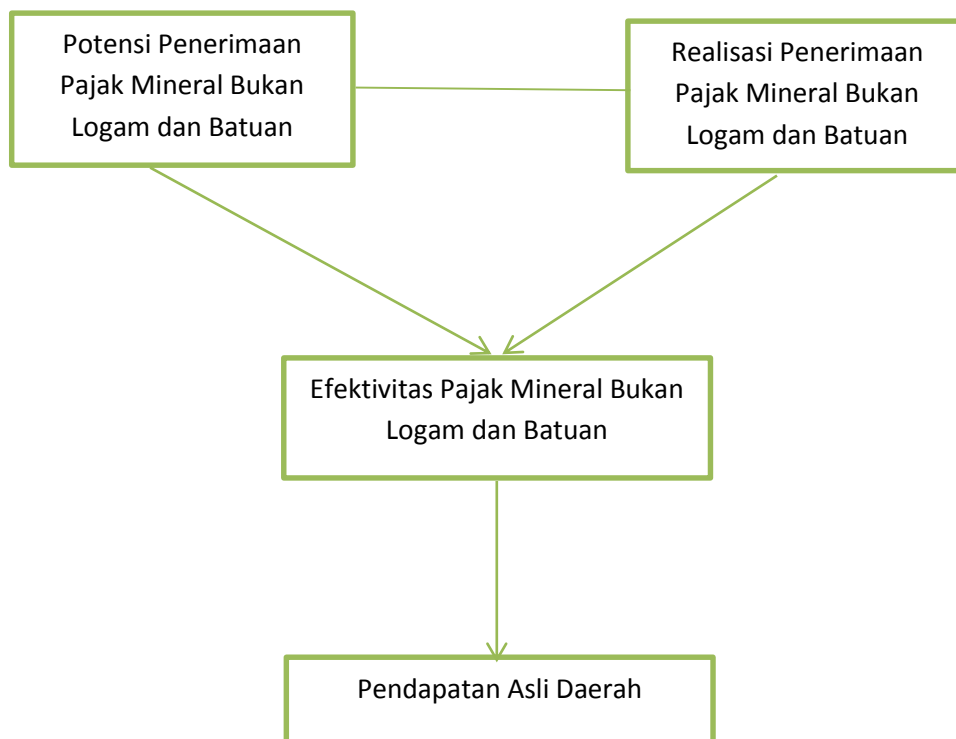 Potensi Penerimaan
Pajak Mineral Bukan
Logam dan Batuan
Realisasi Penerimaan
Pajak Mineral Bukan
Logam dan Batuan
Efektivitas Pajak Mineral Bukan
Logam dan Batuan
Pendapatan Asli Daerah